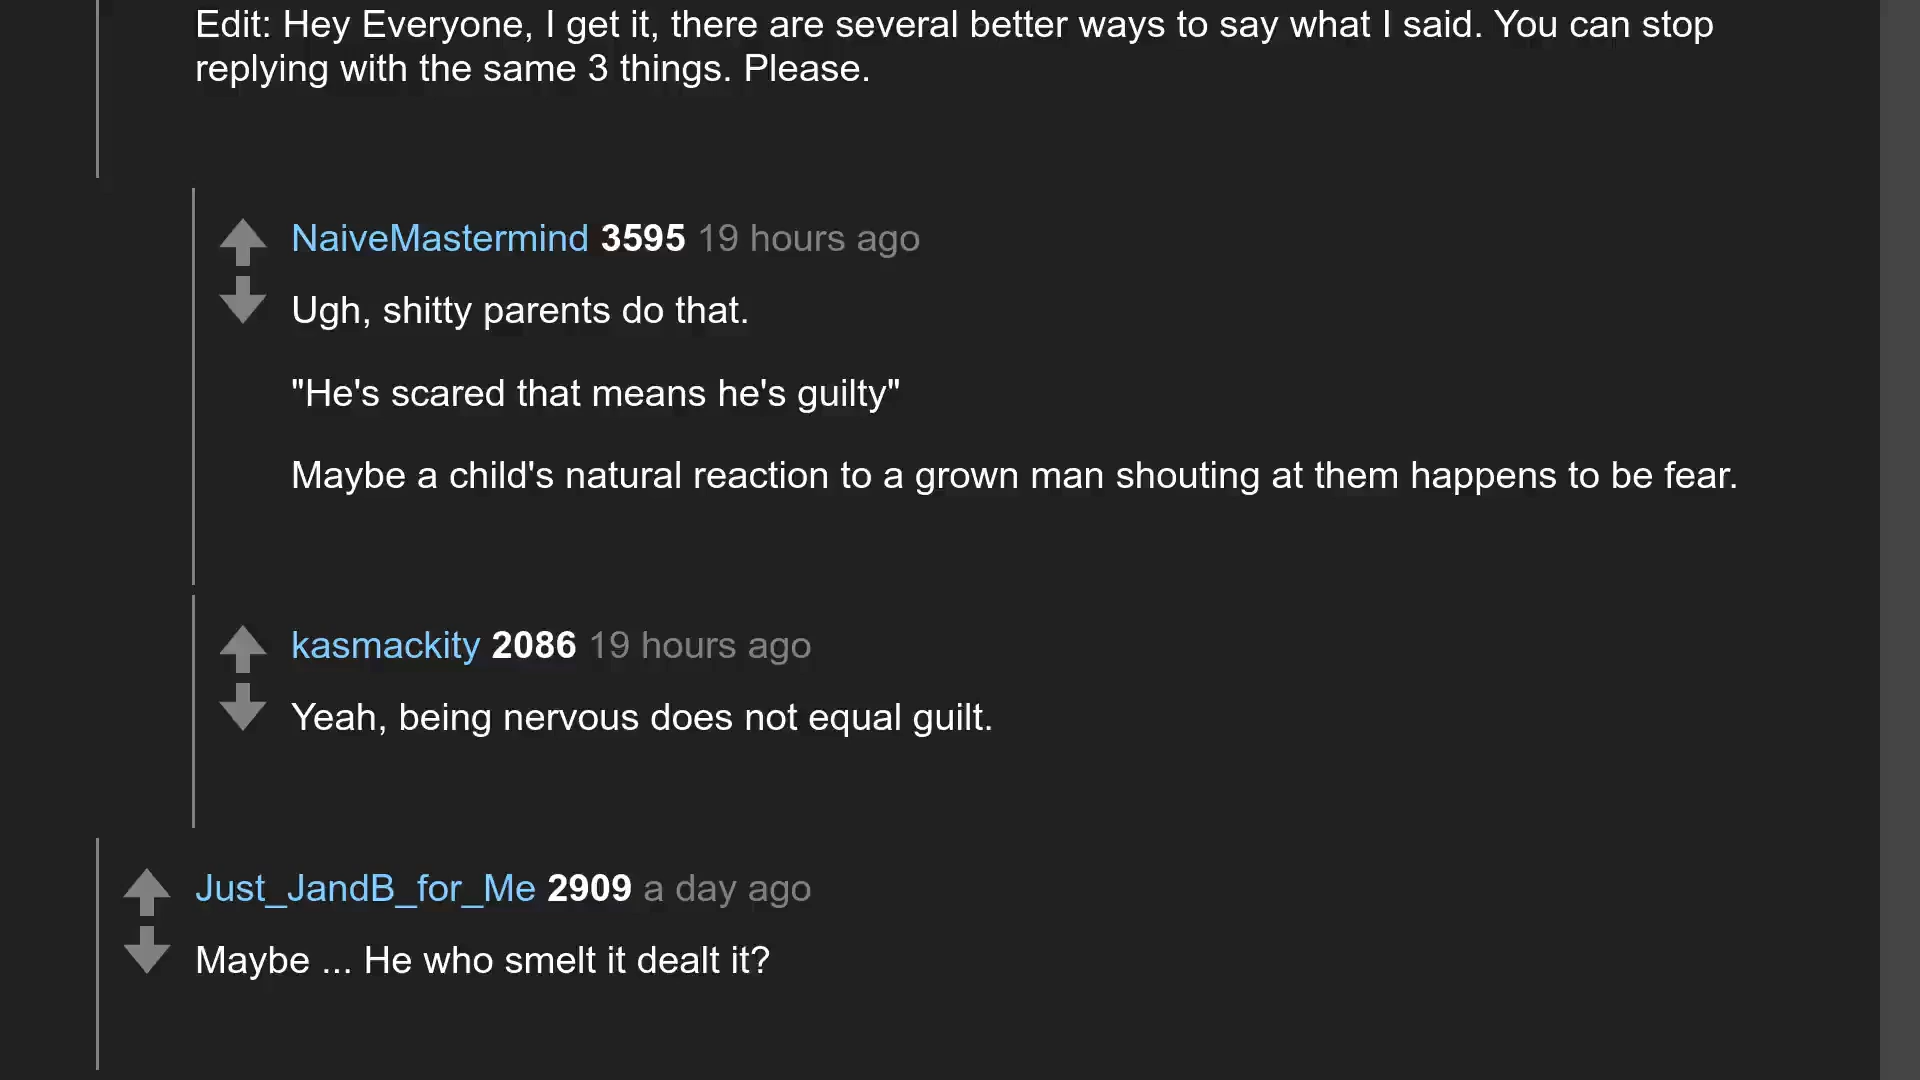 Edit: Hey Everyone, I get it, there are several better ways to say what I said. You can stop
replying with the same 3 things. Please.
NaiveMastermind 3595 19 hours ago
Ugh, shitty parents do that.
"He's scared that means he's guilty"
Maybe a child's natural reaction to a grown man shouting at them happens to be fear.
kasmackity 2086 19 hours ago
Yeah, being nervous does not equal guilt.
Just_JandB_for_Me 2909 a day ago
Maybe ... He who smelt it dealt it?